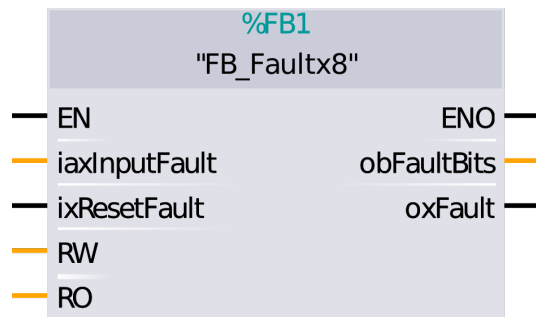 %FB1
"FB_Faultx8"
EN ENO
iaxInputFault obFaultBits
ixResetFault oxFault
RW
RO